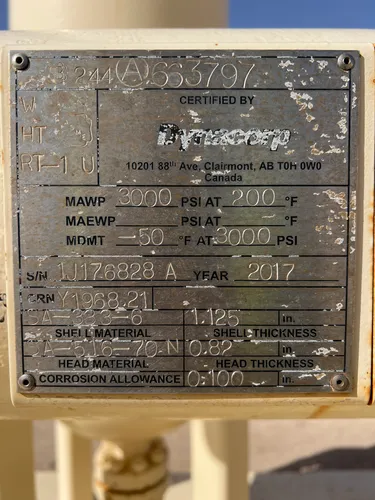 244(A)663797
W
HT
RT-1 U
CERTIFIED BY
Dynacorp
10201 88th Ave, Clairmont, AB T0H 0W0
Canada
MAWP 3000 PSI AT 200 °F
MAEWP PSI AT °F
MDMT -50 °F AT 3000 PSI
S/N 1J176828 A YEAR 2017
CRN Y1968.21
SA-333-6 1.125 in.
SHELL MATERIAL SHELL THICKNESS
SA-516-70 N 0.82 in.
HEAD MATERIAL HEAD THICKNESS
CORROSION ALLOWANCE 0.100 in.